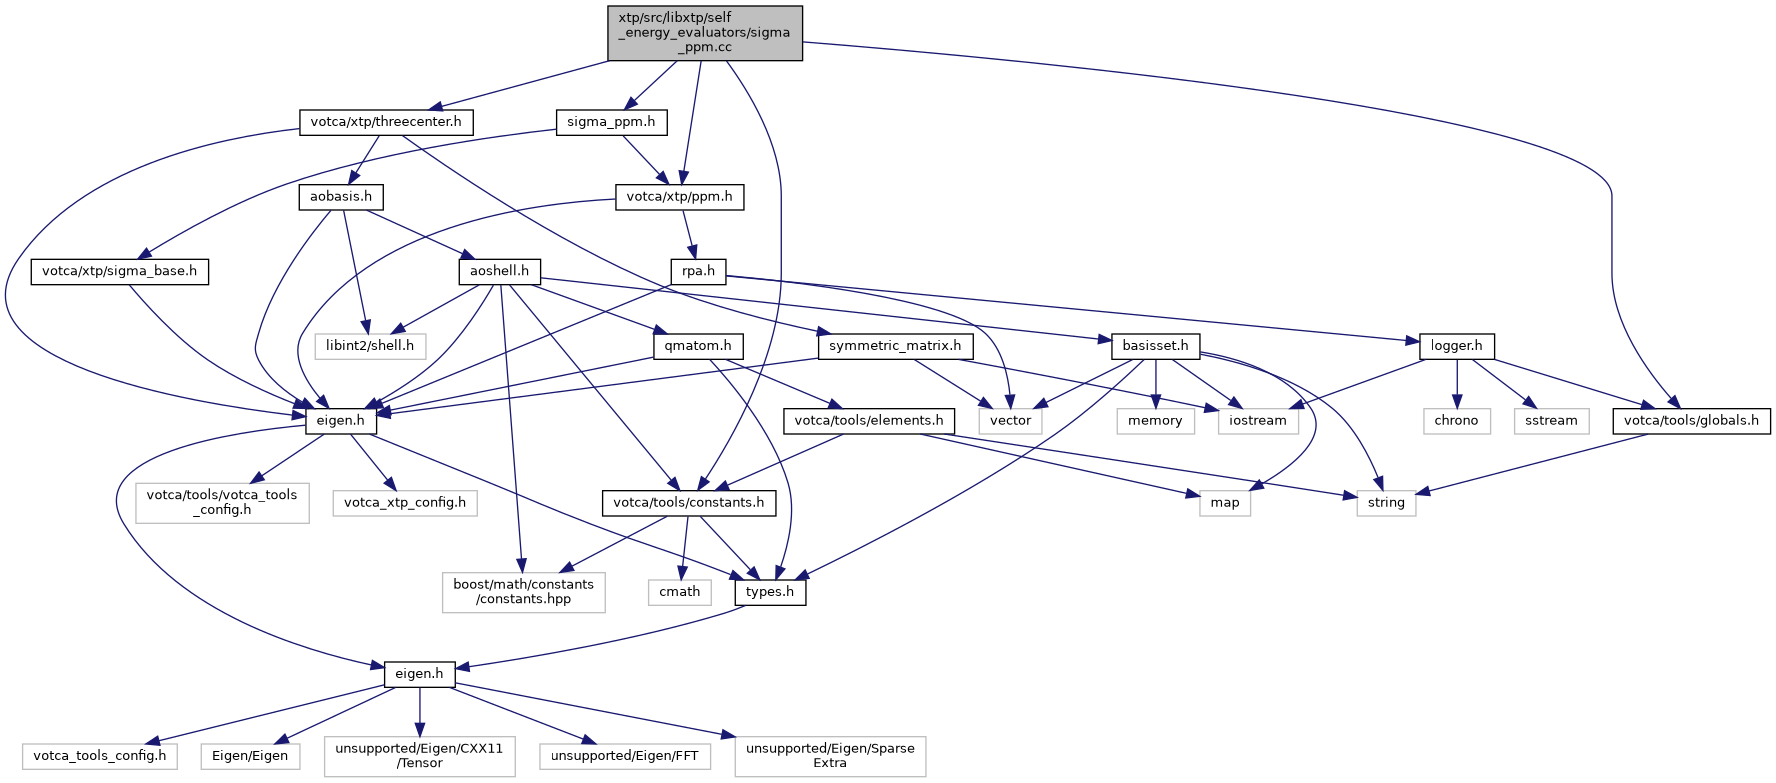 xtp/src/libxtp/self
_energy_evaluators/sigma
_ppm.cc
votca/xtp/threecenter.h
sigma_ppm.h
aobasis.h
votca/xtp/ppm.h
votca/xtp/sigma_base.h
aoshell.h
rpa.h
libint2/shell.h
qmatom.h
symmetric_matrix.h
basisset.h
logger.h
eigen.h
votca/tools/elements.h
vector
memory
iostream
chrono
sstream
votca/tools/globals.h
votca/tools/votca_tools
_config.h
votca_xtp_config.h
votca/tools/constants.h
map
string
boost/math/constants
/constants.hpp
cmath
types.h
eigen.h
votca_tools_config.h
Eigen/Eigen
unsupported/Eigen/CXX11
/Tensor
unsupported/Eigen/FFT
unsupported/Eigen/Sparse
Extra